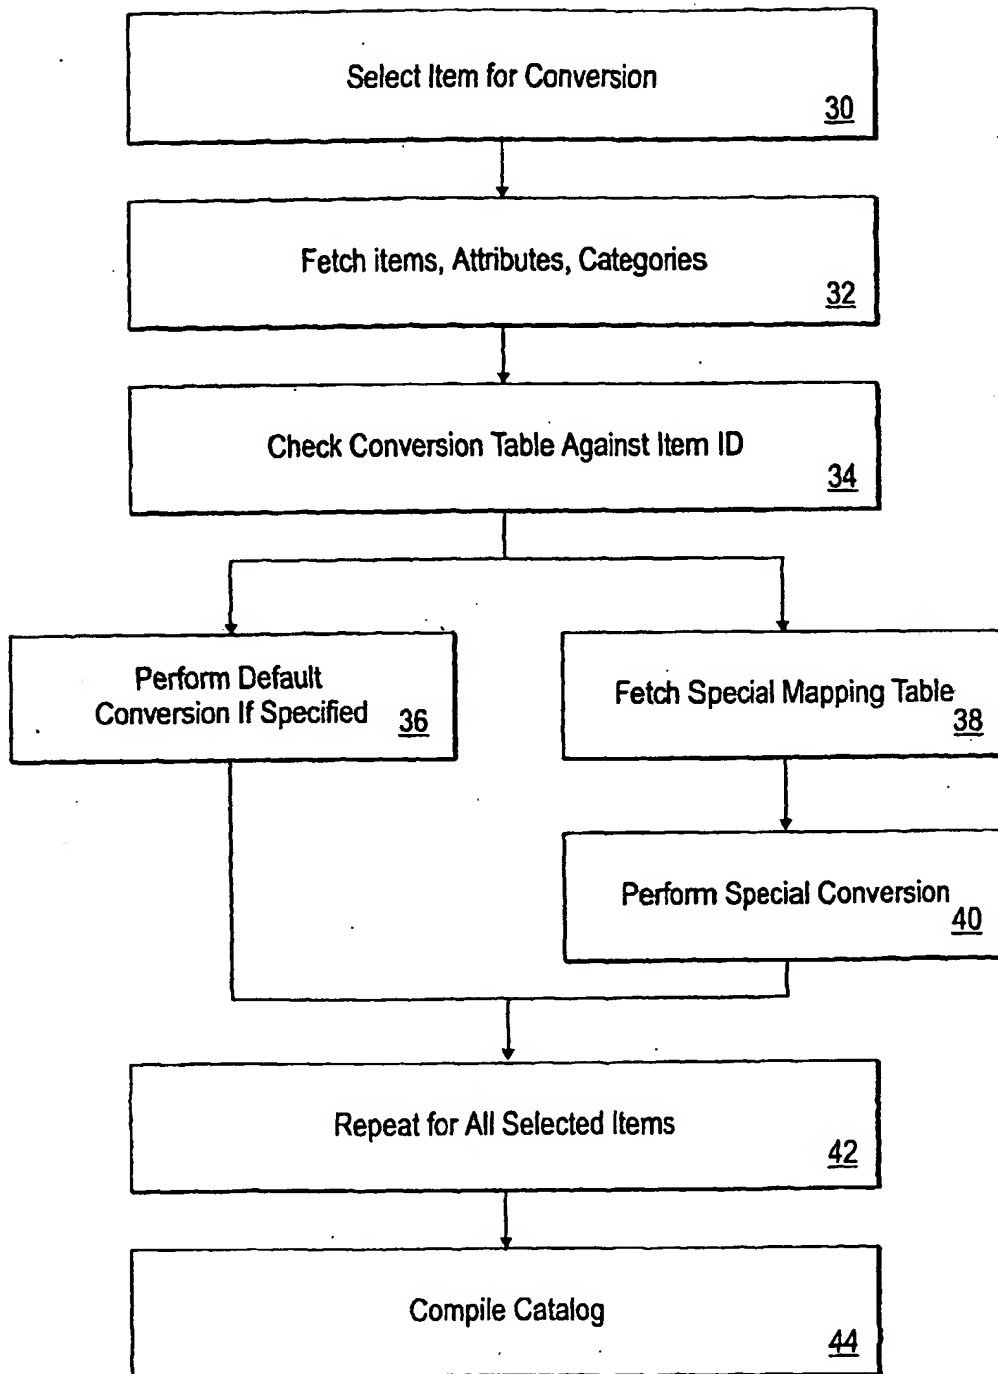 Select Item for Conversion
30
Fetch items, Attributes, Categories
32
Check Conversion Table Against Item ID
34
Perform Default
Conversion If Specified
36
Fetch Special Mapping Table
38
Perform Special Conversion
40
Repeat for All Selected Items
42
Compile Catalog
44